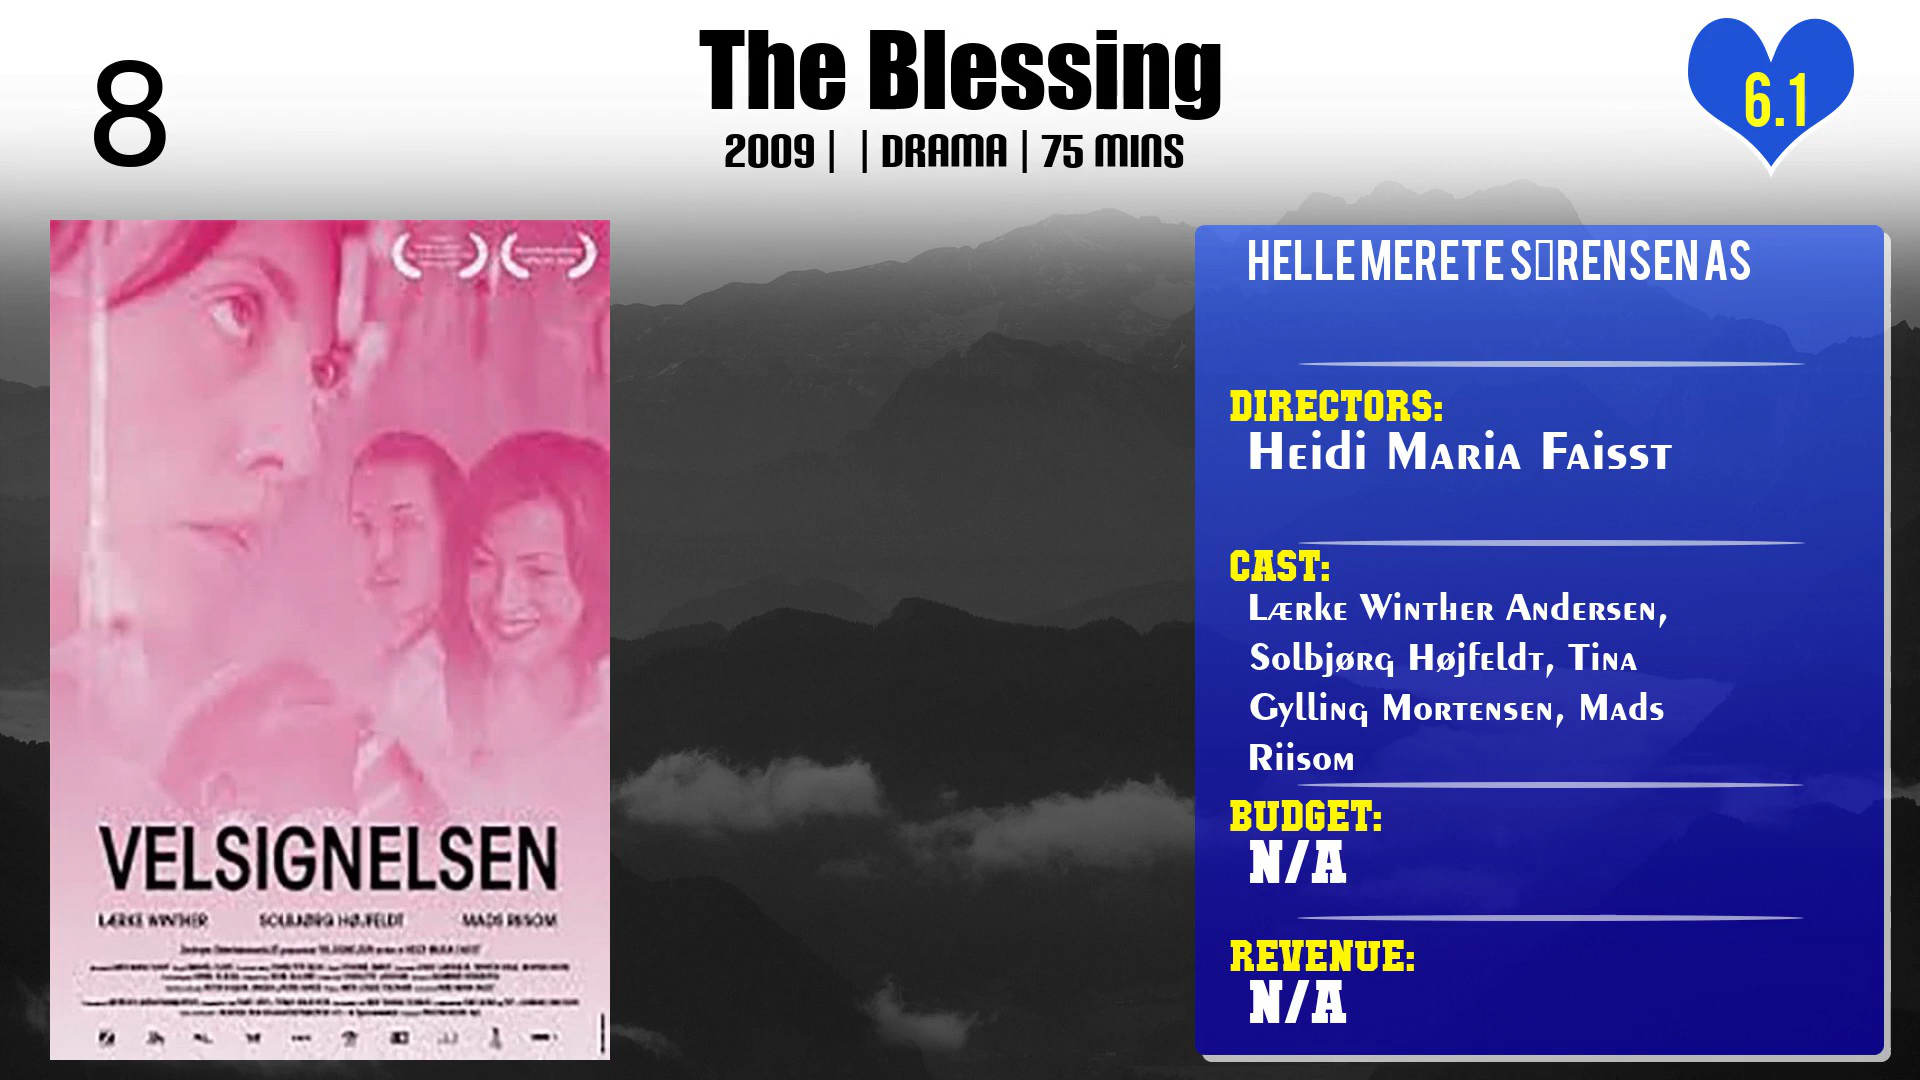 8
The Blessing
2009 | | DRAMA | 75 MINS
6.1
HELLE MERETE S▯RENSEN AS
DIRECTORS:
Heidi Maria Faisst
CAST:
Lærke Winther Andersen,
Solbjørg Højfeldt, Tina
Gylling Mortensen, Mads
Riisom
BUDGET:
N/A
REVENUE:
N/A
VELSIGNELSEN
LÆRKE WINTHER SOLBJØRG HØJFELDT MADS RIISOM